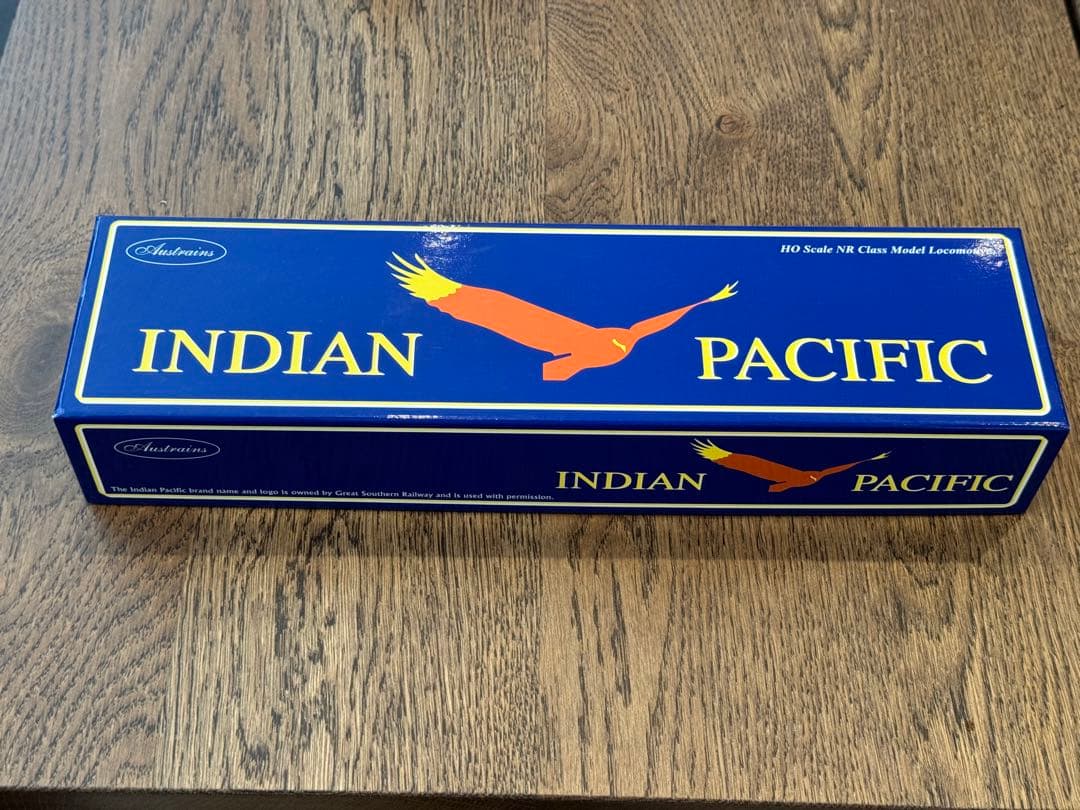 Austrains
HO Scale NR Class Model Locomotive
INDIAN PACIFIC
Austrains
INDIAN PACIFIC
The Indian Pacific brand name and logo is owned by Great Southern Railway and is used with permission.